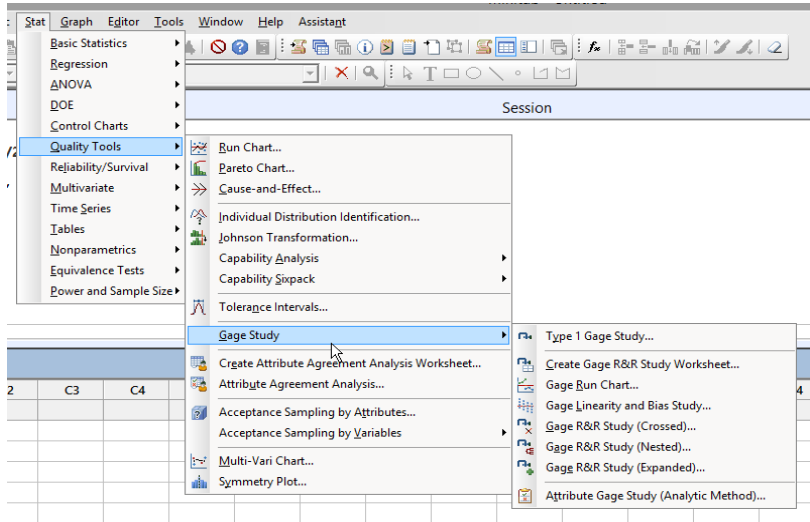 Stat Graph Editor Tools Window Help Assistant
Session
Basic Statistics
Regression
ANOVA
DOE
Control Charts
Quality Tools
Reliability/Survival
Multivariate
Time Series
Tables
Nonparametrics
Equivalence Tests
Power and Sample Size
Run Chart...
Pareto Chart...
Cause-and-Effect...
Individual Distribution Identification...
Johnson Transformation...
Capability Analysis
Capability Sixpack
Tolerance Intervals...
Gage Study
Create Attribute Agreement Analysis Worksheet...
Attribute Agreement Analysis...
Acceptance Sampling by Attributes...
Acceptance Sampling by Variables
Multi-Vari Chart...
Symmetry Plot...
Type 1 Gage Study...
Create Gage R&R Study Worksheet...
Gage Run Chart...
Gage Linearity and Bias Study...
Gage R&R Study (Crossed)...
Gage R&R Study (Nested)...
Gage R&R Study (Expanded)...
Attribute Gage Study (Analytic Method)...
2 C3 C4 4